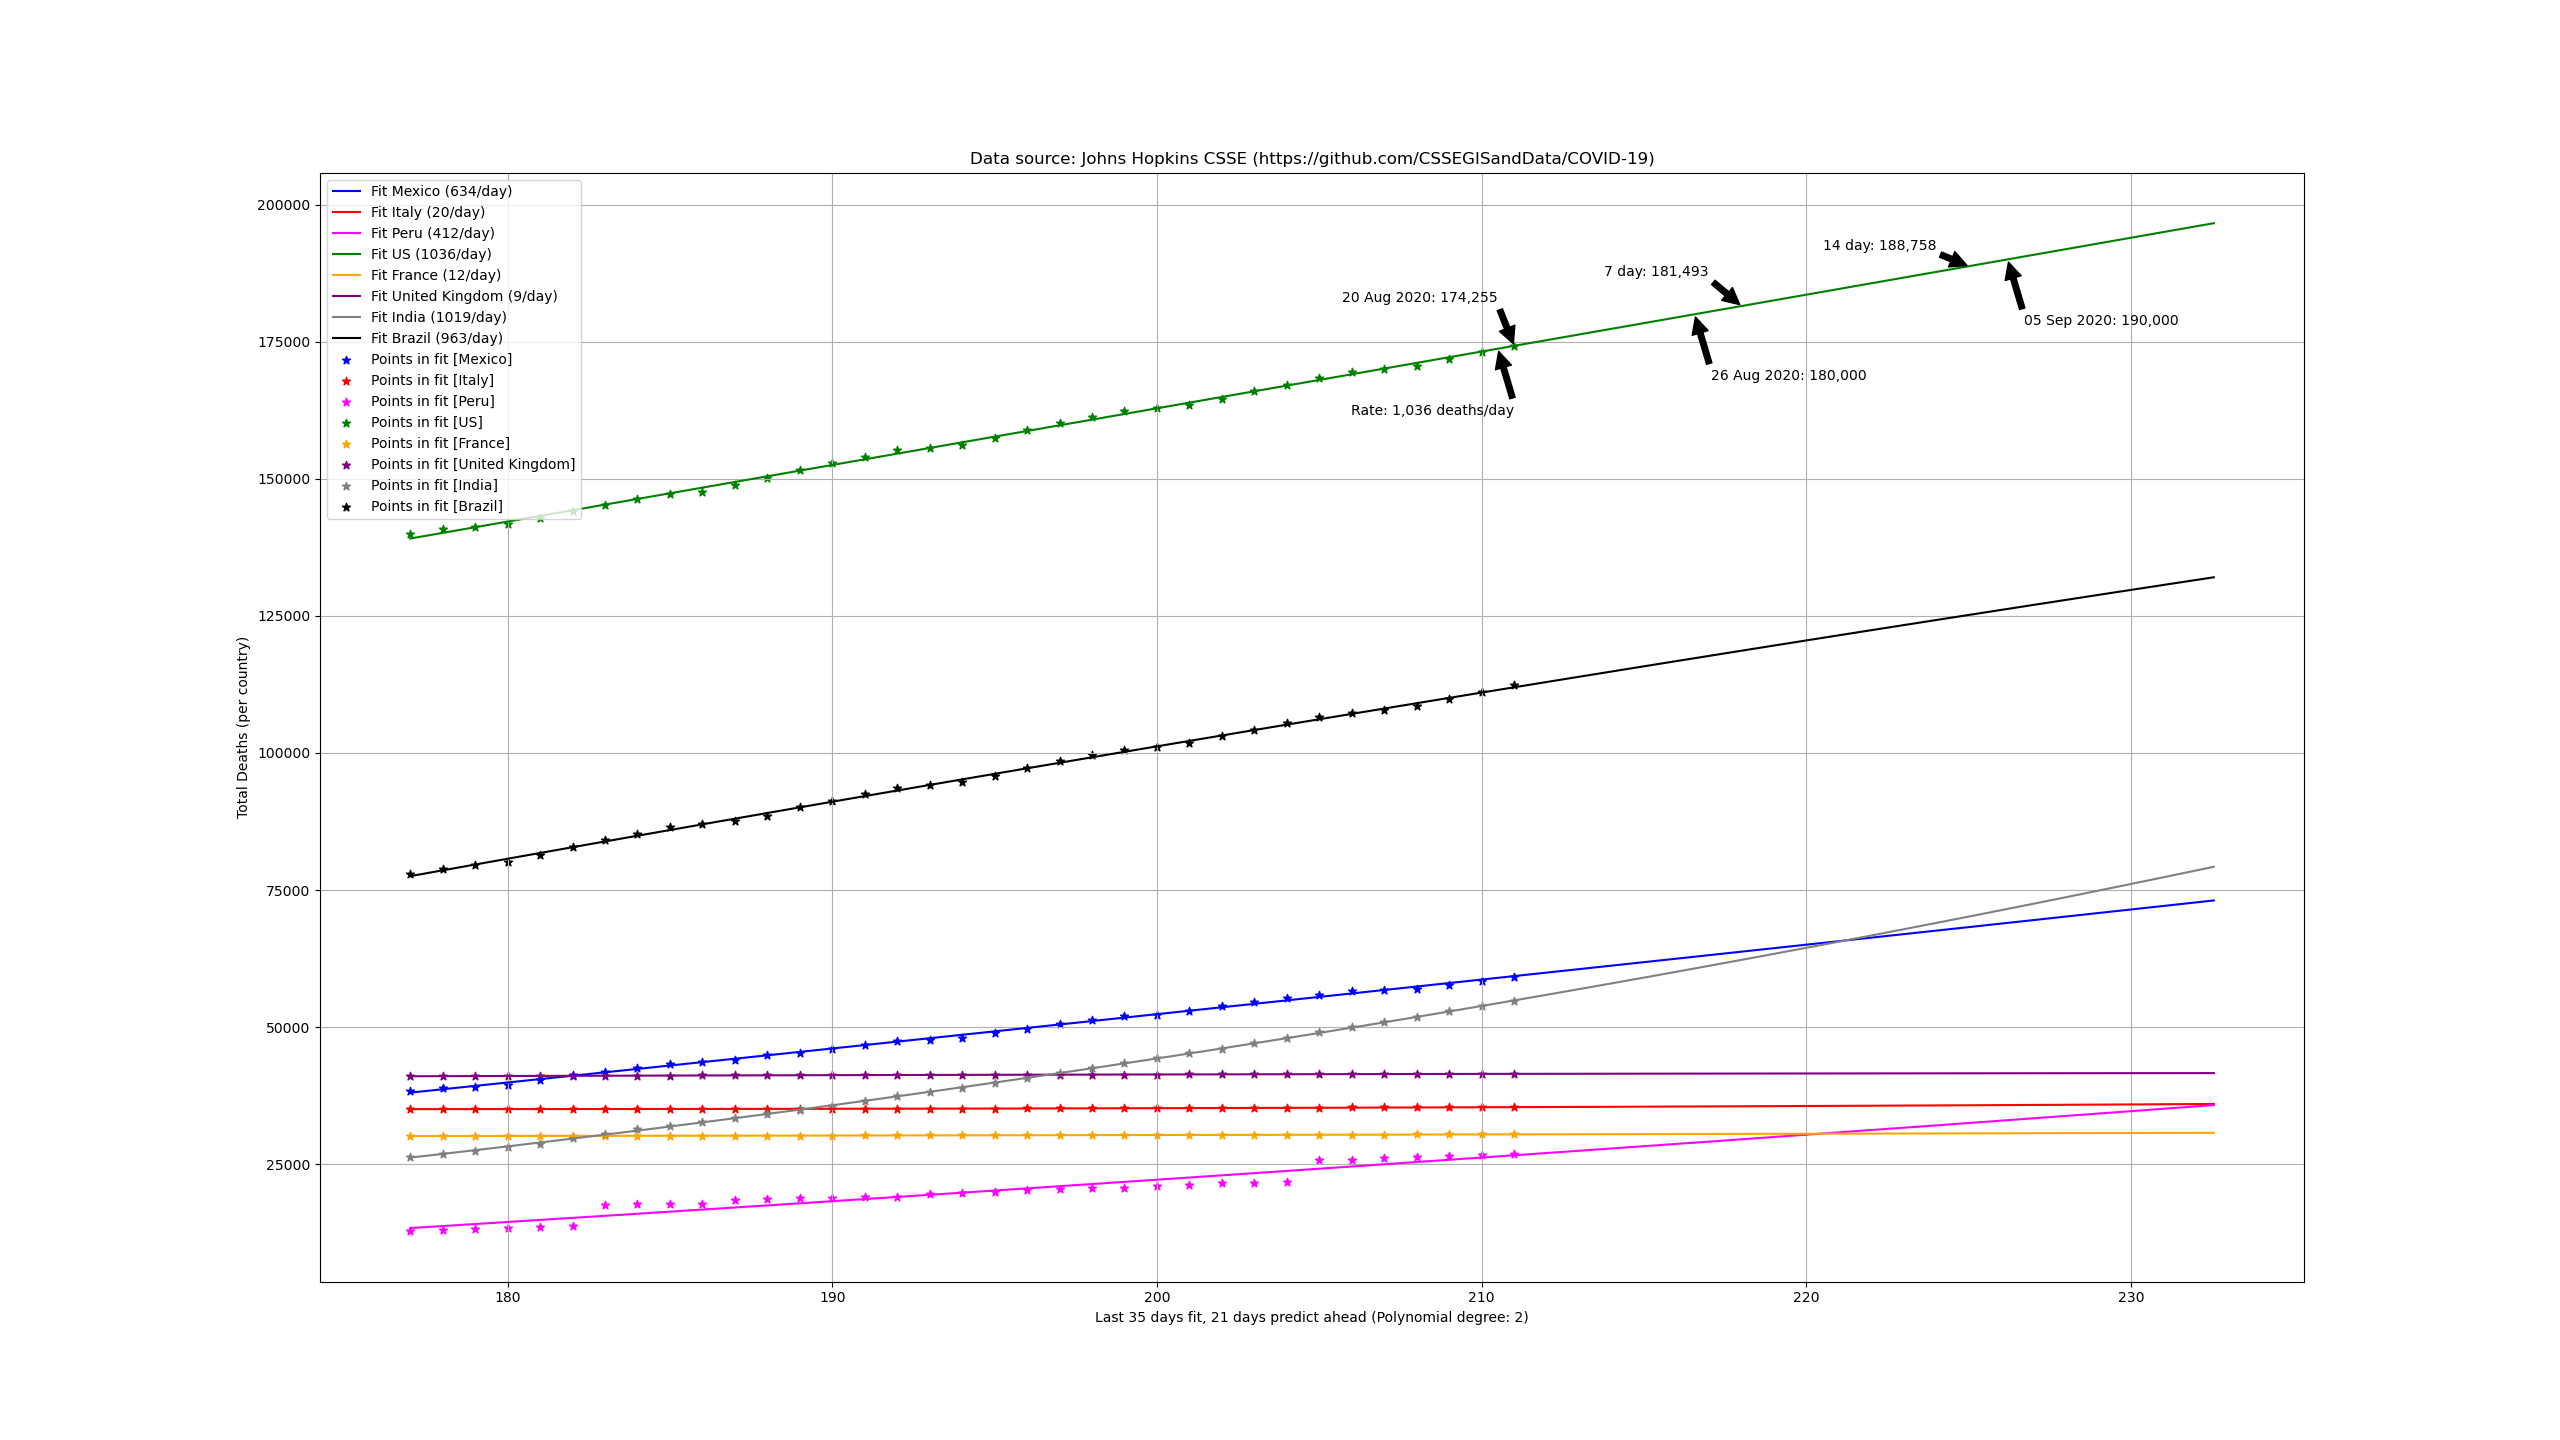 Data source: Johns Hopkins CSSE (https://github.com/CSSEGISandData/COVID-19)
Fit Mexico (634/day)
Fit Italy (20/day)
Fit Peru (412/day)
Fit US (1036/day)
Fit France (12/day)
Fit United Kingdom (9/day)
Fit India (1019/day)
Fit Brazil (963/day)
Points in fit [Mexico]
Points in fit [Italy]
Points in fit [Peru]
Points in fit [US]
Points in fit [France]
Points in fit [United Kingdom]
Points in fit [India]
Points in fit [Brazil]
14 day: 188,758
7 day: 181,493
20 Aug 2020: 174,255
05 Sep 2020: 190,000
26 Aug 2020: 180,000
Rate: 1,036 deaths/day
Total Deaths (per country)
200000
175000
150000
125000
100000
75000
50000
25000
180 190 200 210 220 230
Last 35 days fit, 21 days predict ahead (Polynomial degree: 2)